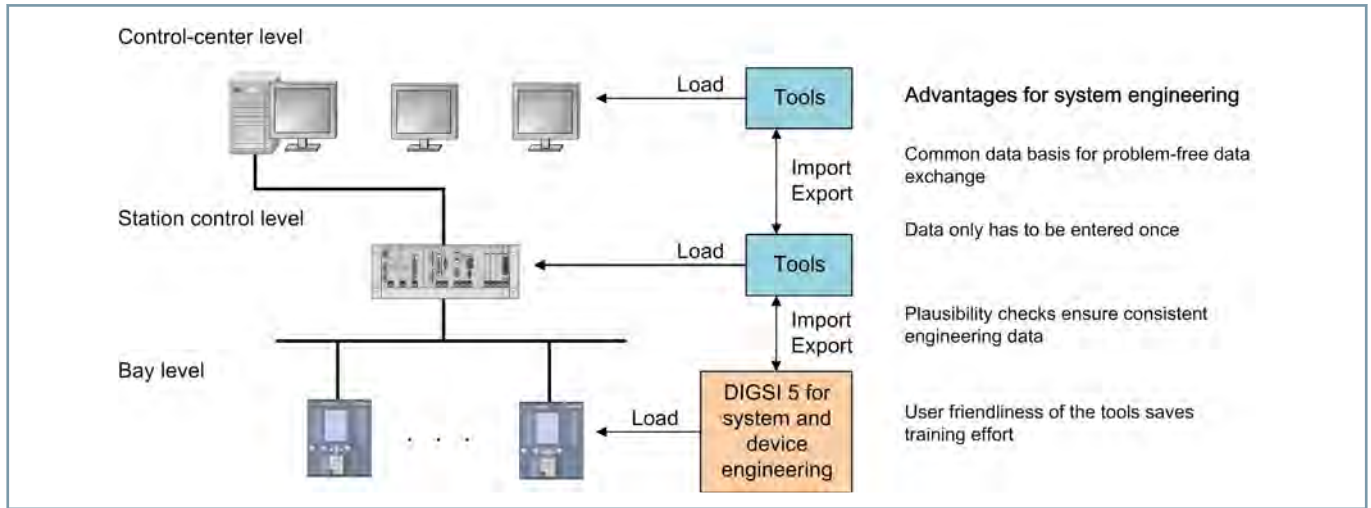 Control-center level
Load
Tools
Advantages for system engineering
Import
Export
Common data basis for problem-free data
exchange
Station control level
Load
Tools
Data only has to be entered once
Import
Export
Plausibility checks ensure consistent
engineering data
Bay level
. . .
Load
DIGSI 5 for
system and
device
engineering
User friendliness of the tools saves
training effort